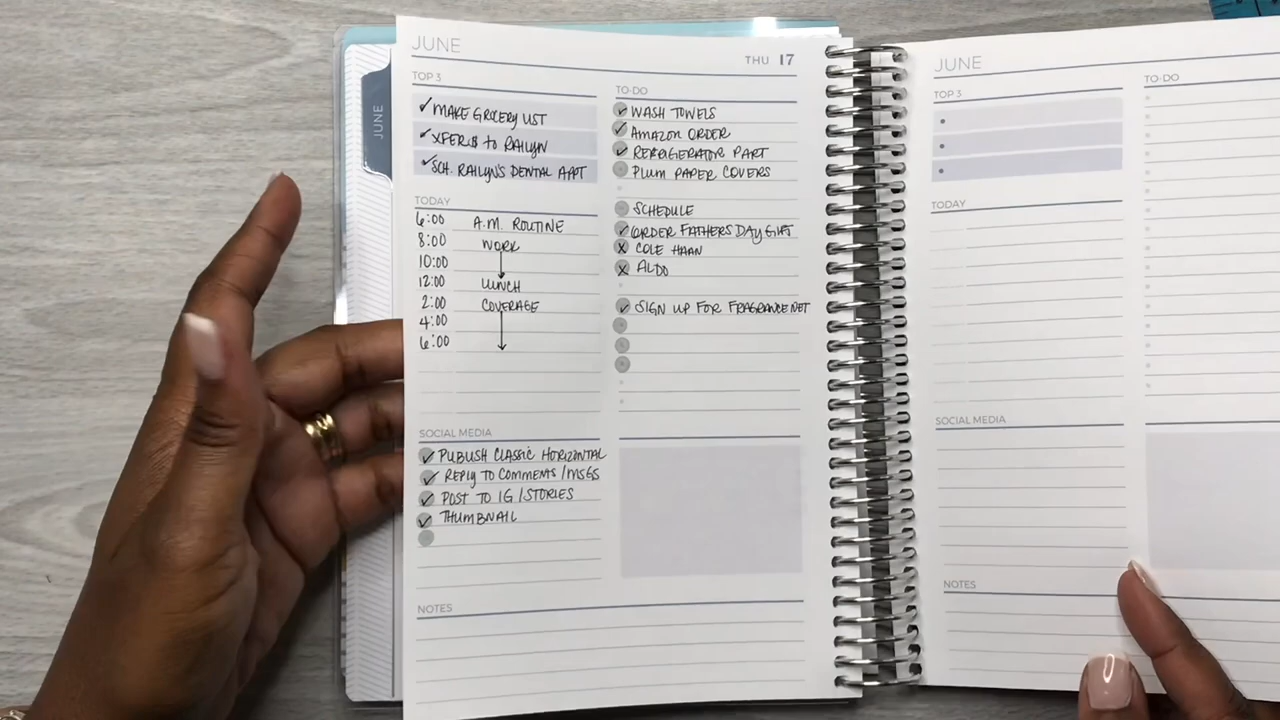 JUNE
THU 17
TOP 3
✓ MAKE GROCERY LIST
✓ XFER $ to RAILYN
✓ SCH. RAILYN'S DENTAL APPT
TODAY
6:00 A.M. ROUTINE
8:00 WORK
10:00
12:00 LUNCH
2:00 COVERAGE
4:00
6:00
SOCIAL MEDIA
✓ PUBLISH CLASSIC HORIZONTAL
✓ REPLY TO COMMENTS / MSGS
✓ POST TO IG / STORIES
✓ THUMBNAIL
TO-DO
✓ WASH TOWELS
✓ AMAZON ORDER
✓ REFRIGERATOR PART
PLUM PAPER COVERS
SCHEDULE
✓ ORDER FATHERS DAY GIFT
X COLE HAAN
X ALDO
✓ SIGN UP FOR FRAGRANCENET
NOTES
JUNE
JUNE
TOP 3
TODAY
SOCIAL MEDIA
NOTES
TO-DO